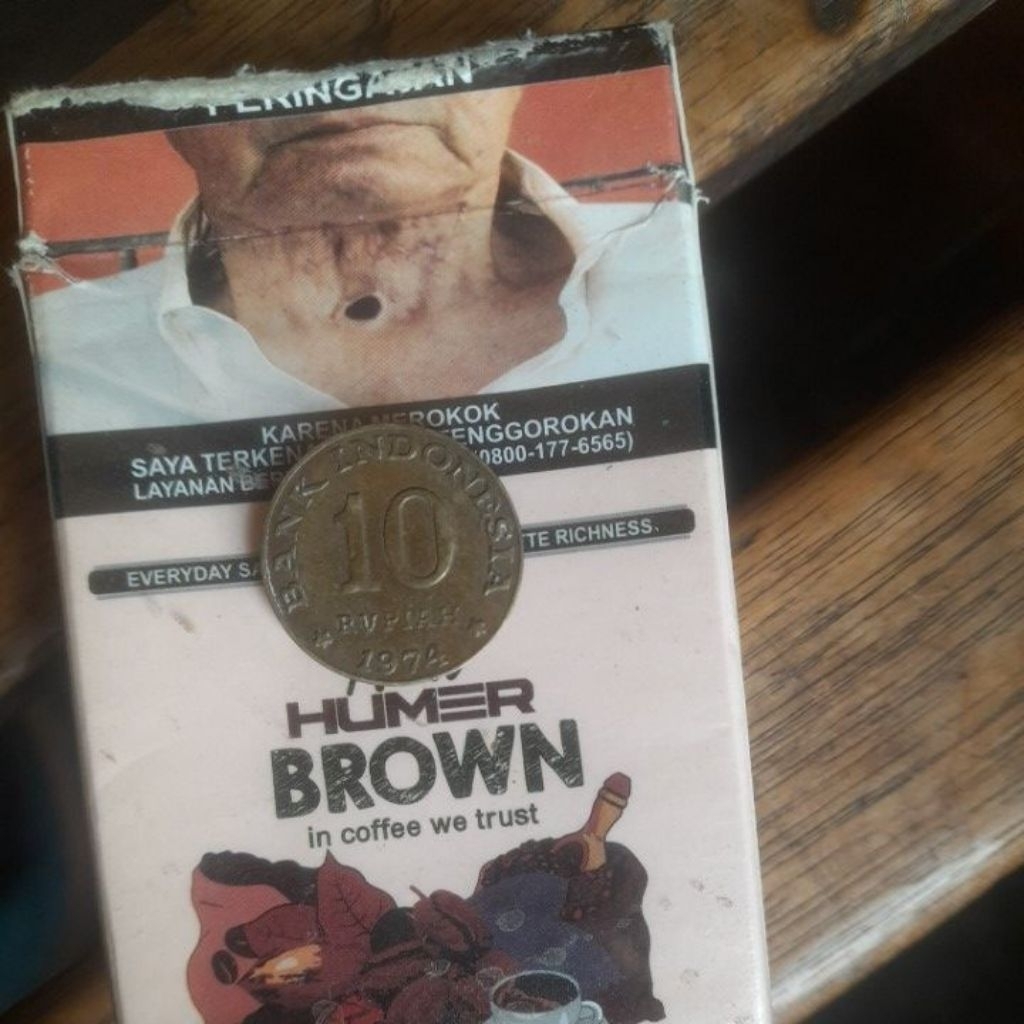 PERINGATAN
KARENA MEROKOK
SAYA TERKEN ENGGOROKAN
LAYANAN BER 0800-177-6565)
BANK INDONESIA
10
RUPIAH
1974
EVERYDAY SA TE RICHNESS.
HUMER
BROWN
in coffee we trust